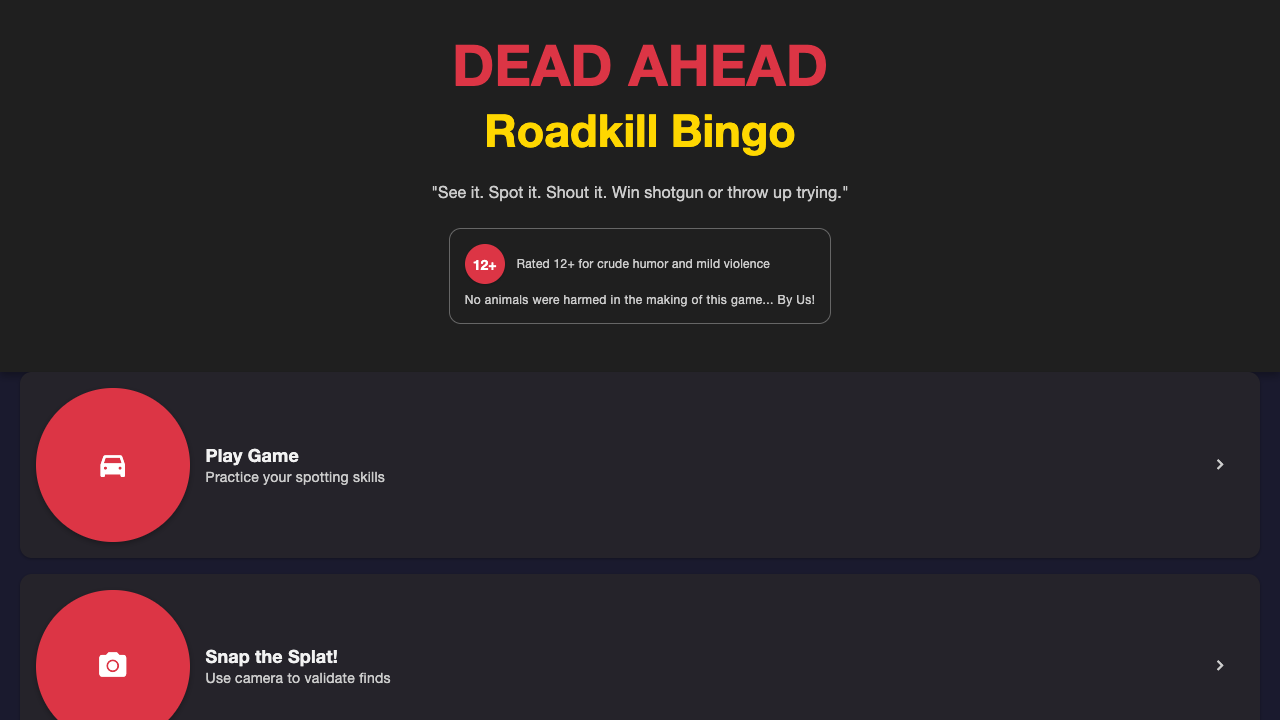 DEAD AHEAD
Roadkill Bingo
"See it. Spot it. Shout it. Win shotgun or throw up trying."
12+ Rated 12+ for crude humor and mild violence
No animals were harmed in the making of this game... By Us!
Play Game
Practice your spotting skills
Snap the Splat!
Use camera to validate finds